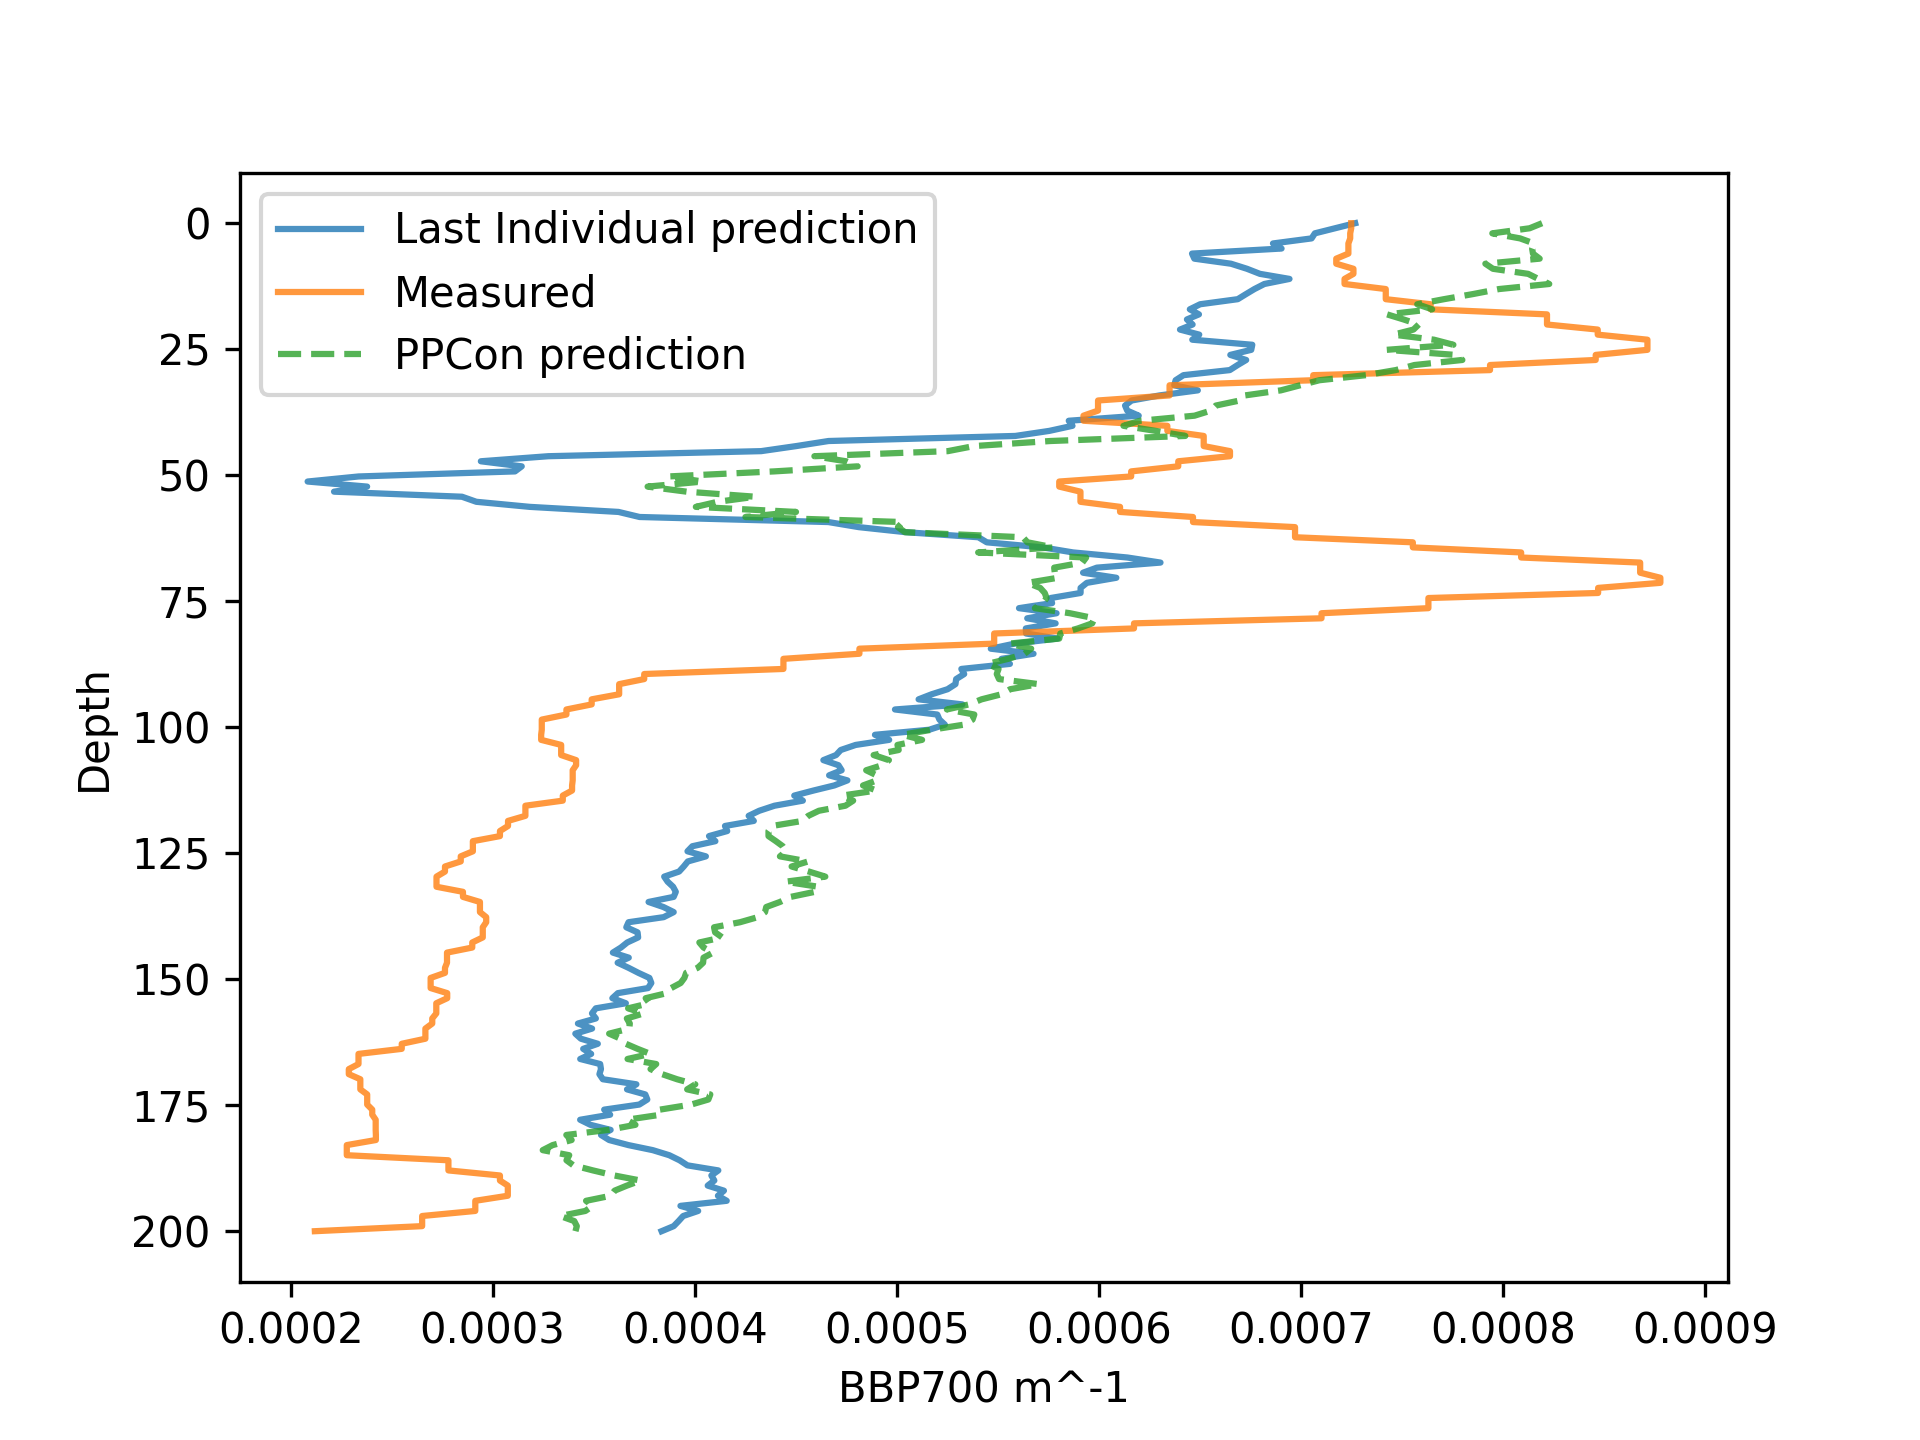 Last Individual prediction
Measured
PPCon prediction
0
25
50
75
100
125
150
175
200
Depth
0.0002 0.0003 0.0004 0.0005 0.0006 0.0007 0.0008 0.0009
BBP700 m^-1